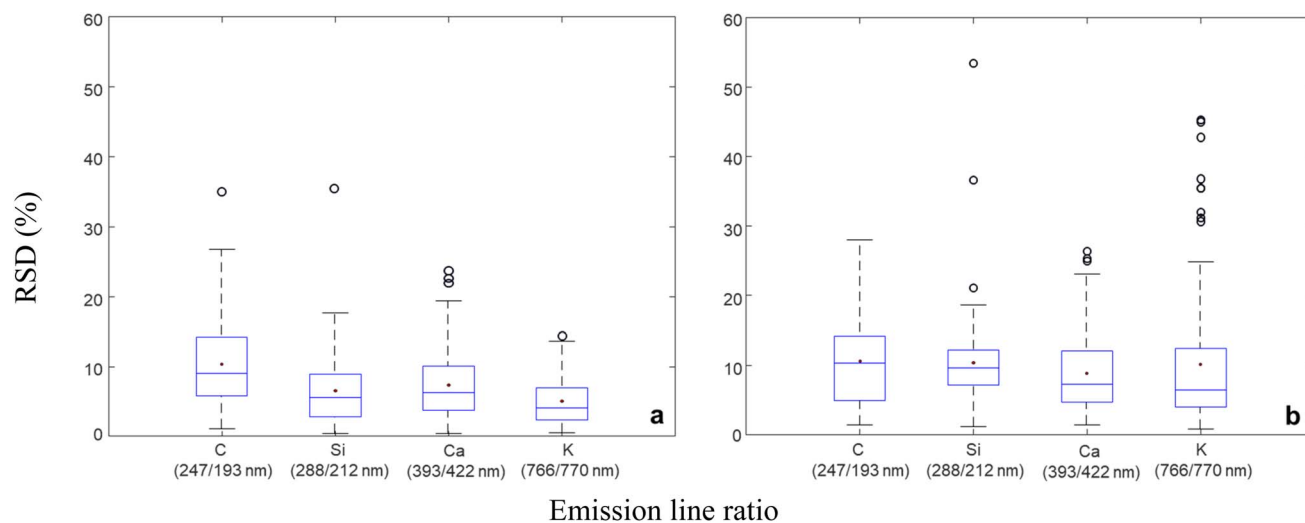 RSD (%)
60
50
40
30
20
10
0
C
(247/193 nm)
Si
(288/212 nm)
Ca
(393/422 nm)
K
(766/770 nm)
a
60
50
40
30
20
10
0
C
(247/193 nm)
Si
(288/212 nm)
Ca
(393/422 nm)
K
(766/770 nm)
b
Emission line ratio